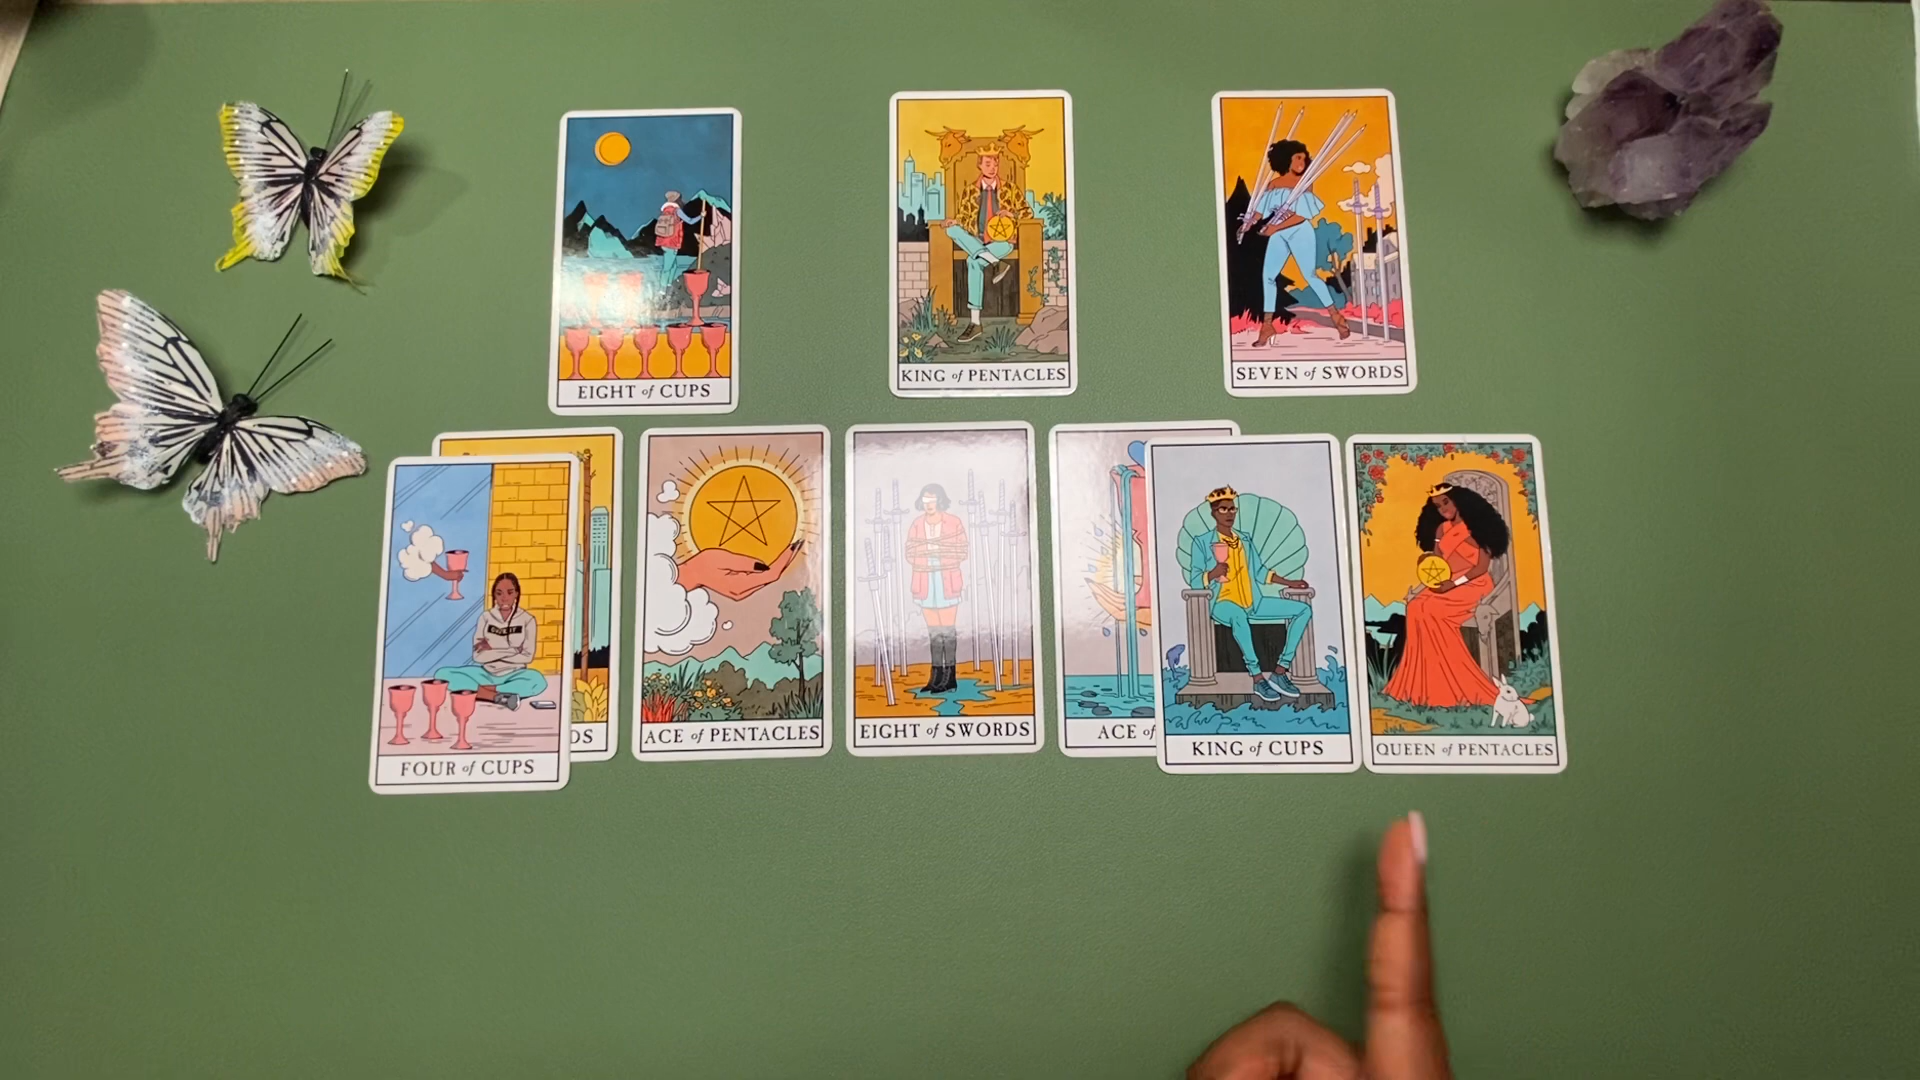 EIGHT of CUPS
KING of PENTACLES
SEVEN of SWORDS
FOUR of CUPS
DS
ACE of PENTACLES
EIGHT of SWORDS
ACE of
KING of CUPS
QUEEN of PENTACLES